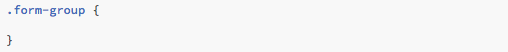 .form-group {
}